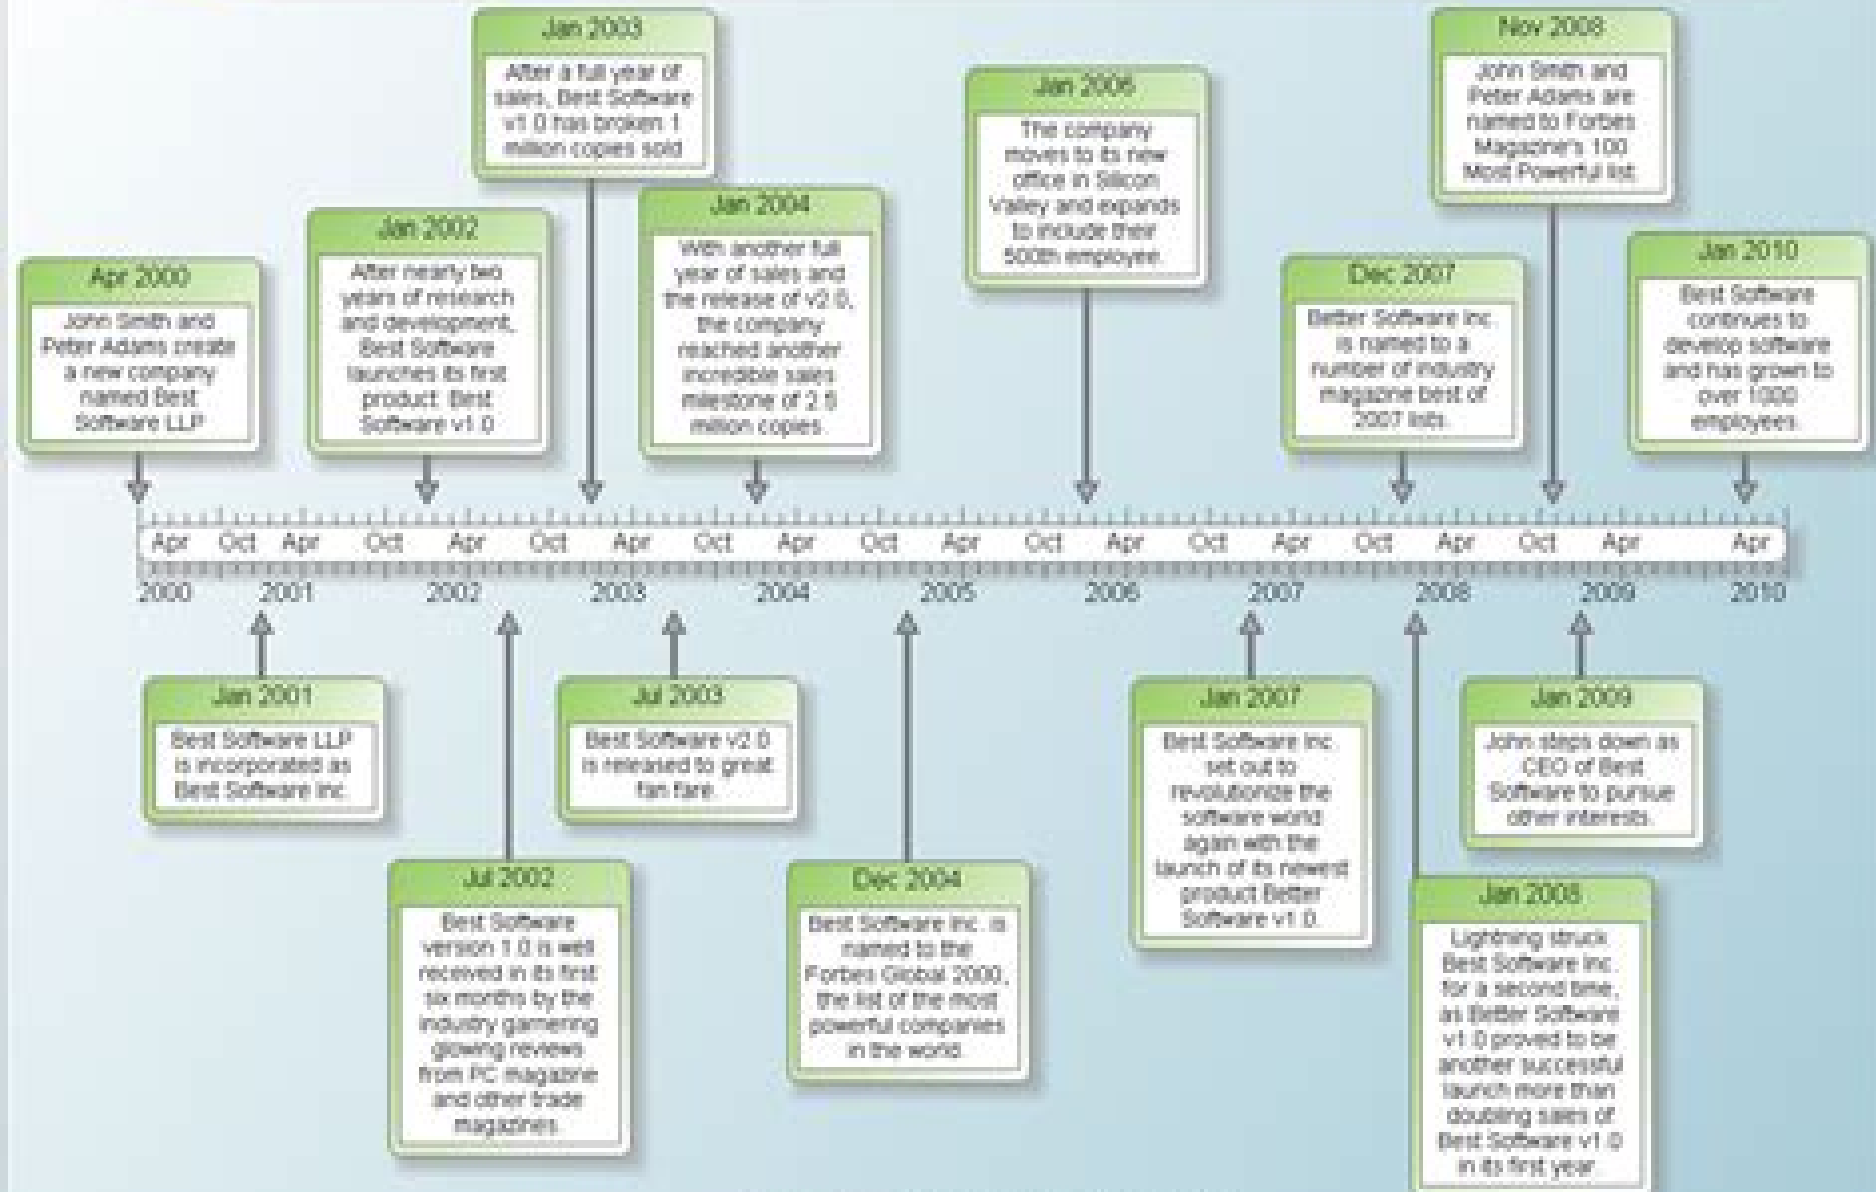 Jan 2003
After a full year of
sales, Best Software
v1.0 has broken 1
million copies sold
Nov 2008
John Smith and
Peter Adams are
named to Forbes
Magazine's 100
Most Powerful list.
Jan 2006
The company
moves to its new
office in Silicon
Valley and expands
to include their
500th employee.
Jan 2004
With another full
year of sales and
the release of v2.0,
the company
reached another
incredible sales
milestone of 2.5
million copies.
Jan 2002
After nearly two
years of research
and development,
Best Software
launches its first
product: Best
Software v1.0
Apr 2000
John Smith and
Peter Adams create
a new company
named Best
Software LLP
Dec 2007
Better Software Inc.
is named to a
number of industry
magazine best of
2007 lists.
Jan 2010
Best Software
continues to
develop software
and has grown to
over 1000
employees.
Apr Oct Apr Oct Apr Oct Apr Oct Apr Oct Apr Oct Apr Oct Apr Oct Apr Oct Apr Apr
2000 2001 2002 2003 2004 2005 2006 2007 2008 2009 2010
Jan 2001
Best Software LLP
is incorporated as
Best Software Inc.
Jul 2003
Best Software v2.0
is released to great
fan fare.
Jan 2007
Best Software Inc.
set out to
revolutionize the
software world
again with the
launch of its newest
product Better
Software v1.0.
Jan 2009
John steps down as
CEO of Best
Software to pursue
other interests.
Jul 2002
Best Software
version 1.0 is well
received in its first
six months by the
industry garnering
glowing reviews
from PC magazine
and other trade
magazines.
Dec 2004
Best Software Inc. is
named to the
Forbes Global 2000,
the list of the most
powerful companies
in the world.
Jan 2008
Lightning struck
Best Software Inc.
for a second time,
as Better Software
v1.0 proved to be
another successful
launch more than
doubling sales of
Best Software v1.0
in its first year.